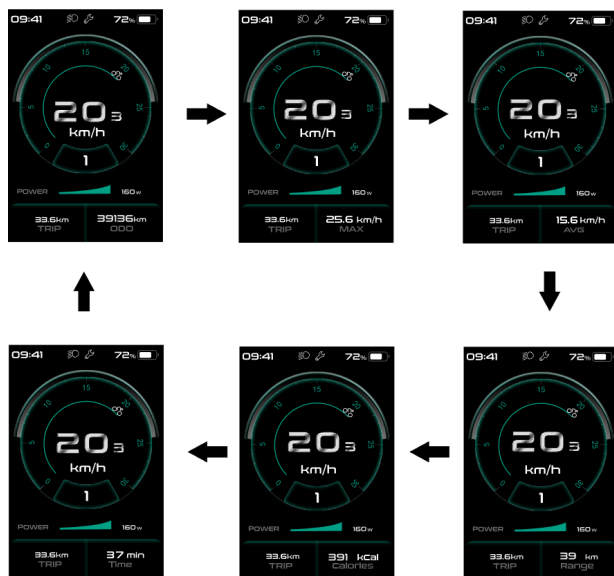 09:41 72%
15
10 20
5 25
20.3
km/h
0 30
1
POWER 160w
33.6km 39136km
TRIP ODO
09:41 72%
15
10 20
5 25
20.3
km/h
0 30
1
POWER 160w
33.6km 25.6 km/h
TRIP MAX
09:41 72%
15
10 20
5 25
20.3
km/h
0 30
1
POWER 160w
33.6km 15.6 km/h
TRIP AVG
09:41 72%
15
10 20
5 25
20.3
km/h
0 30
1
POWER 160w
33.6km 37 min
TRIP Time
09:41 72%
15
10 20
5 25
20.3
km/h
0 30
1
POWER 160w
33.6km 391 kCal
TRIP Calories
09:41 72%
15
10 20
5 25
20.3
km/h
0 30
1
POWER 160w
33.6km 39 km
TRIP Range